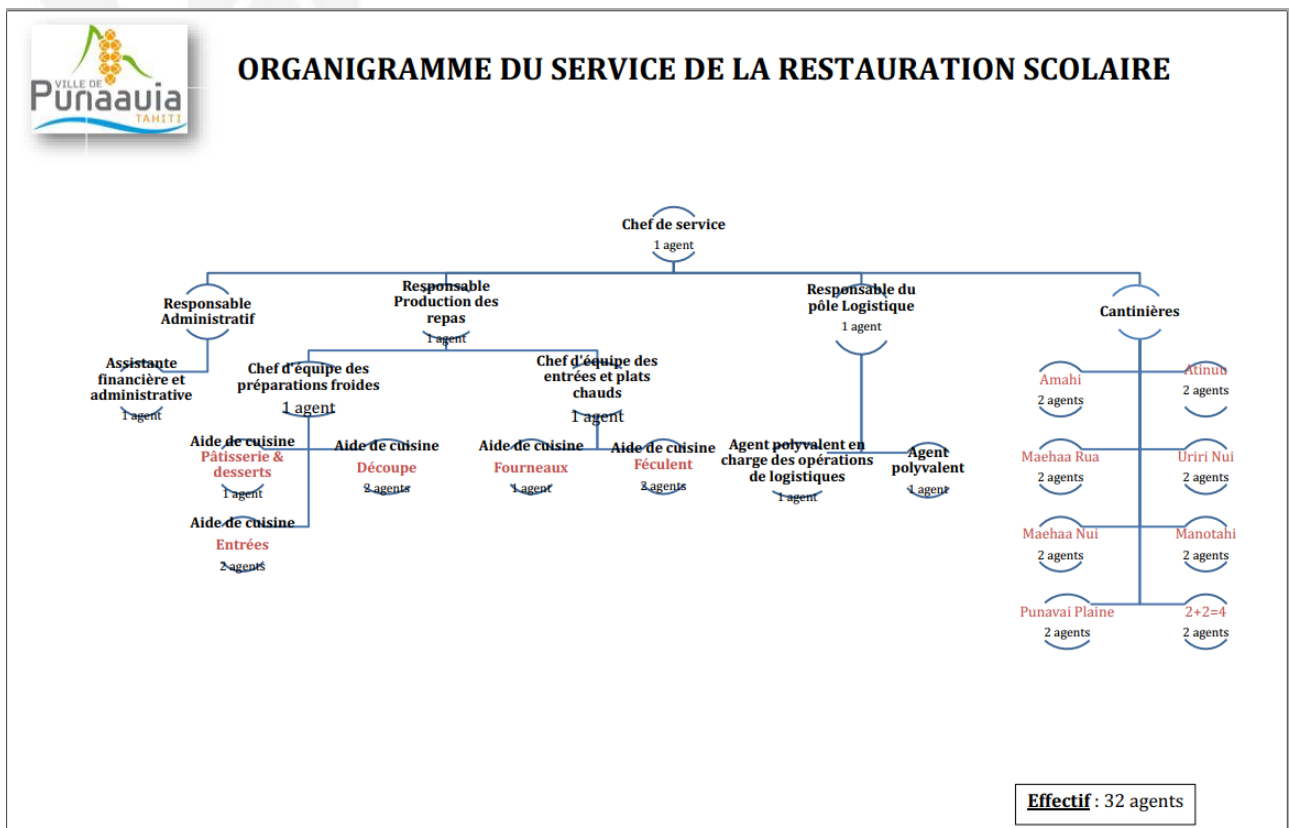 VILLE DE
Punaauia
TAHITI
ORGANIGRAMME DU SERVICE DE LA RESTAURATION SCOLAIRE
Chef de service
1 agent
Responsable
Administratif
Assistante
financière et
administrative
1 agent
Responsable
Production des
repas
1 agent
Chef d'équipe des
préparations froides
1 agent
Aide de cuisine
Pâtisserie &
desserts
1 agent
Aide de cuisine
Découpe
2 agents
Aide de cuisine
Entrées
2 agents
Chef d'équipe des
entrées et plats
chauds
1 agent
Aide de cuisine
Fourneaux
1 agent
Aide de cuisine
Féculent
2 agents
Responsable du
pôle Logistique
1 agent
Agent polyvalent en
charge des opérations
de logistiques
1 agent
Agent
polyvalent
1 agent
Cantinières
Amahi
2 agents
Atinuu
2 agents
Maehaa Rua
2 agents
Uriri Nui
2 agents
Maehaa Nui
2 agents
Manotahi
2 agents
Punavai Plaine
2 agents
2+2=4
2 agents
Effectif : 32 agents